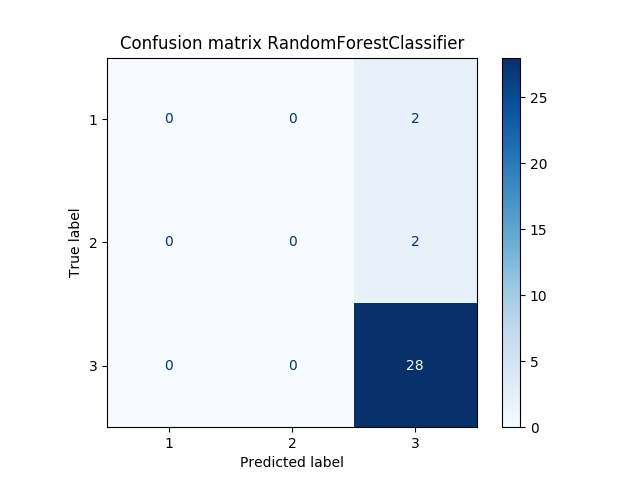 Confusion matrix RandomForestClassifier
1 0 0 2
2 0 0 2
3 0 0 28
1 2 3
True label
Predicted label
25
20
15
10
5
0